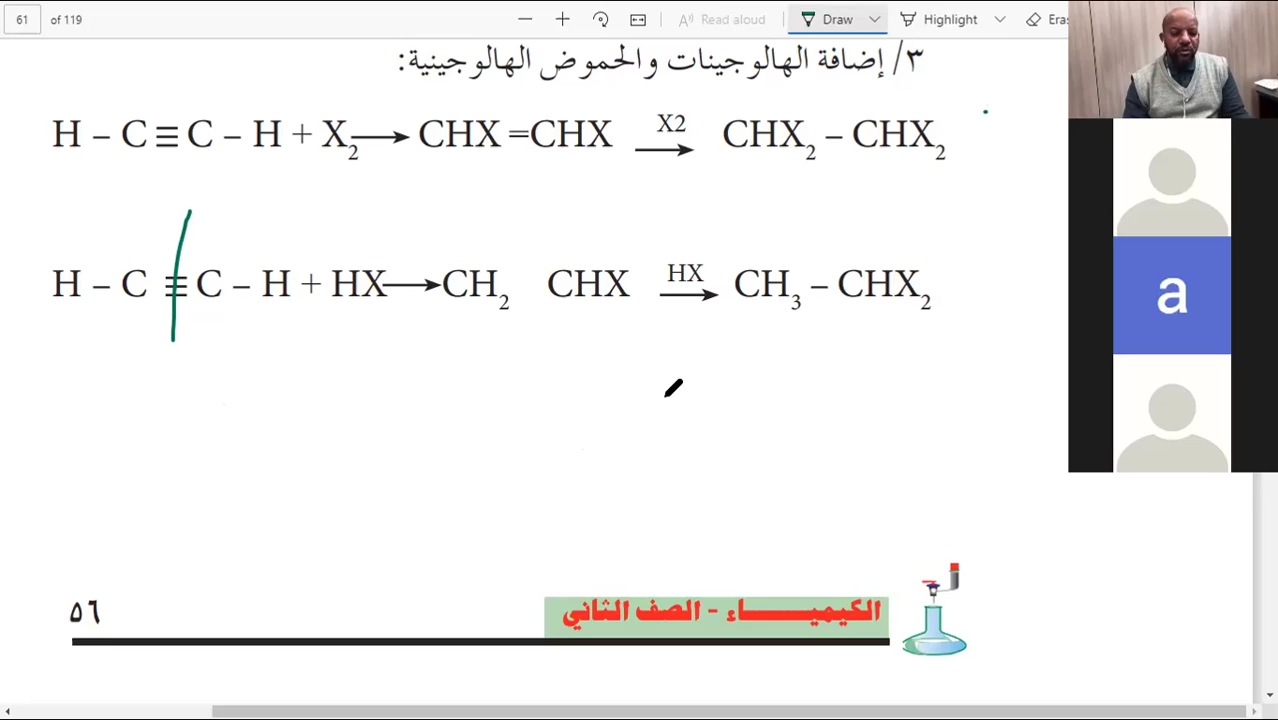 61 of 119 Read aloud Draw Highlight Eras
٣/ إضافة الهالوجينات والحموض الهالوجينية:
H – C ≡ C – H + X₂ ⟶ CHX =CHX ⟶ CHX₂ – CHX₂
X2
H – C ≡ C – H + HX ⟶ CH₂ CHX ⟶ CH₃ – CHX₂
HX
a
الكيميـــــــاء - الصف الثاني
٥٦